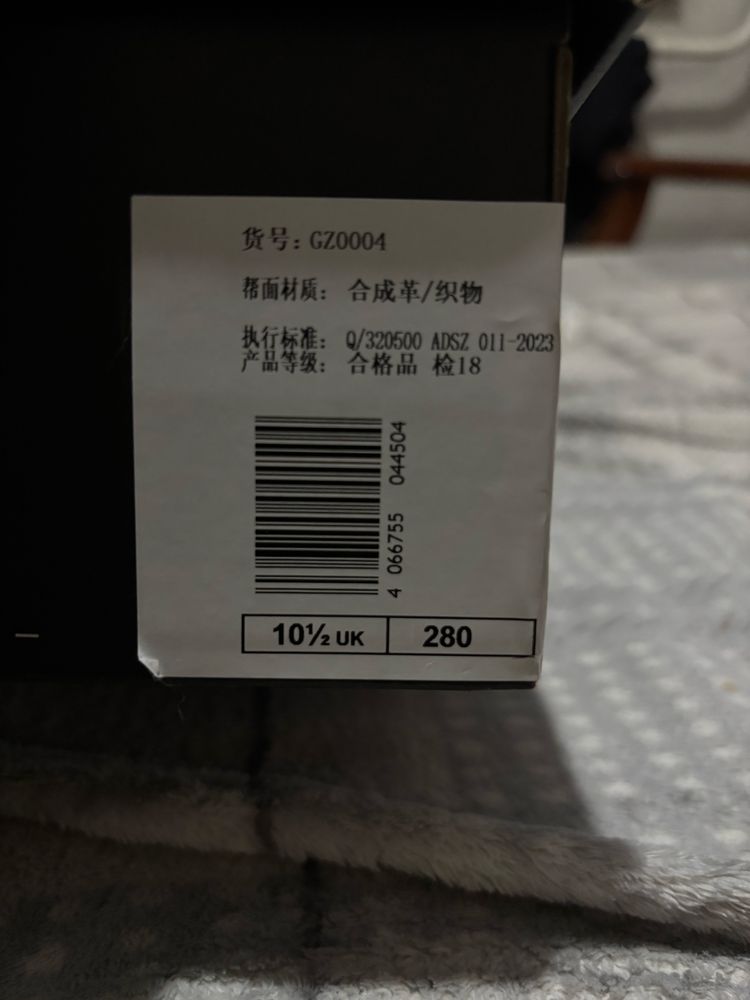 货号: GZ0004
帮面材质: 合成革/织物
执行标准: Q/320500 ADSZ 011-2023
产品等级: 合格品 检18
4 066755 044504
10½ UK 280